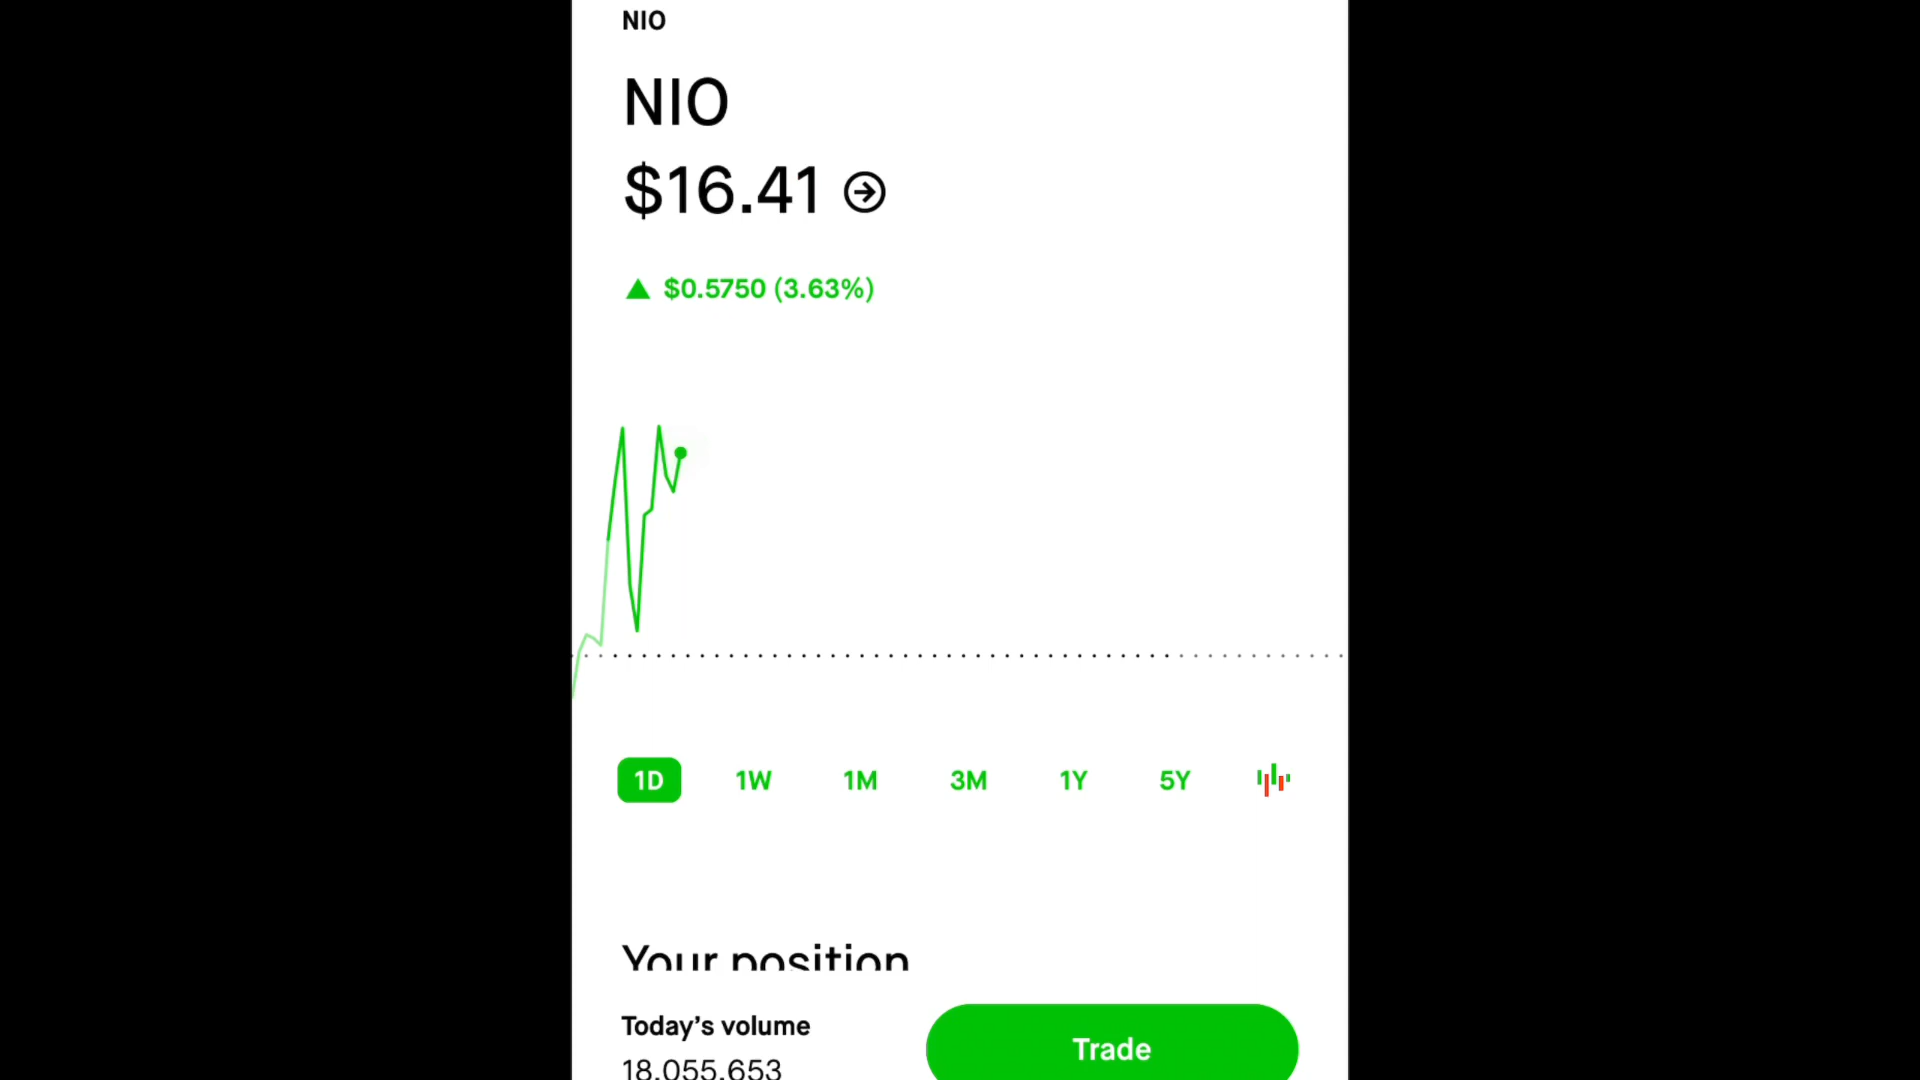 NIO
NIO
$16.41
$0.5750 (3.63%)
1D 1W 1M 3M 1Y 5Y
Your position
Today's volume
18,055,653
Trade